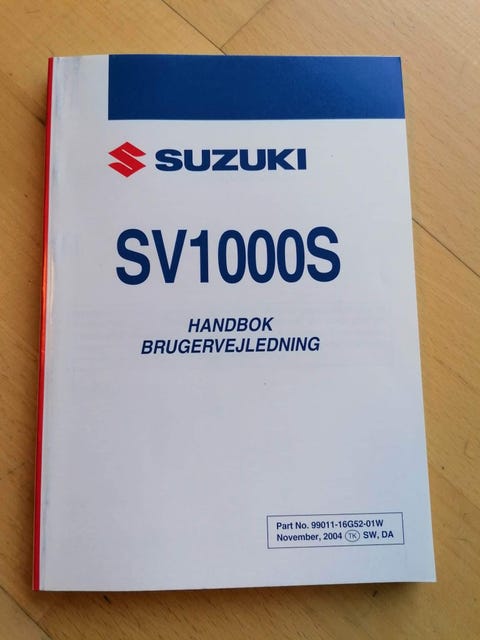 SUZUKI
SV1000S
HANDBOK
BRUGERVEJLEDNING
Part No. 99011-16G52-01W
November, 2004 TK SW, DA